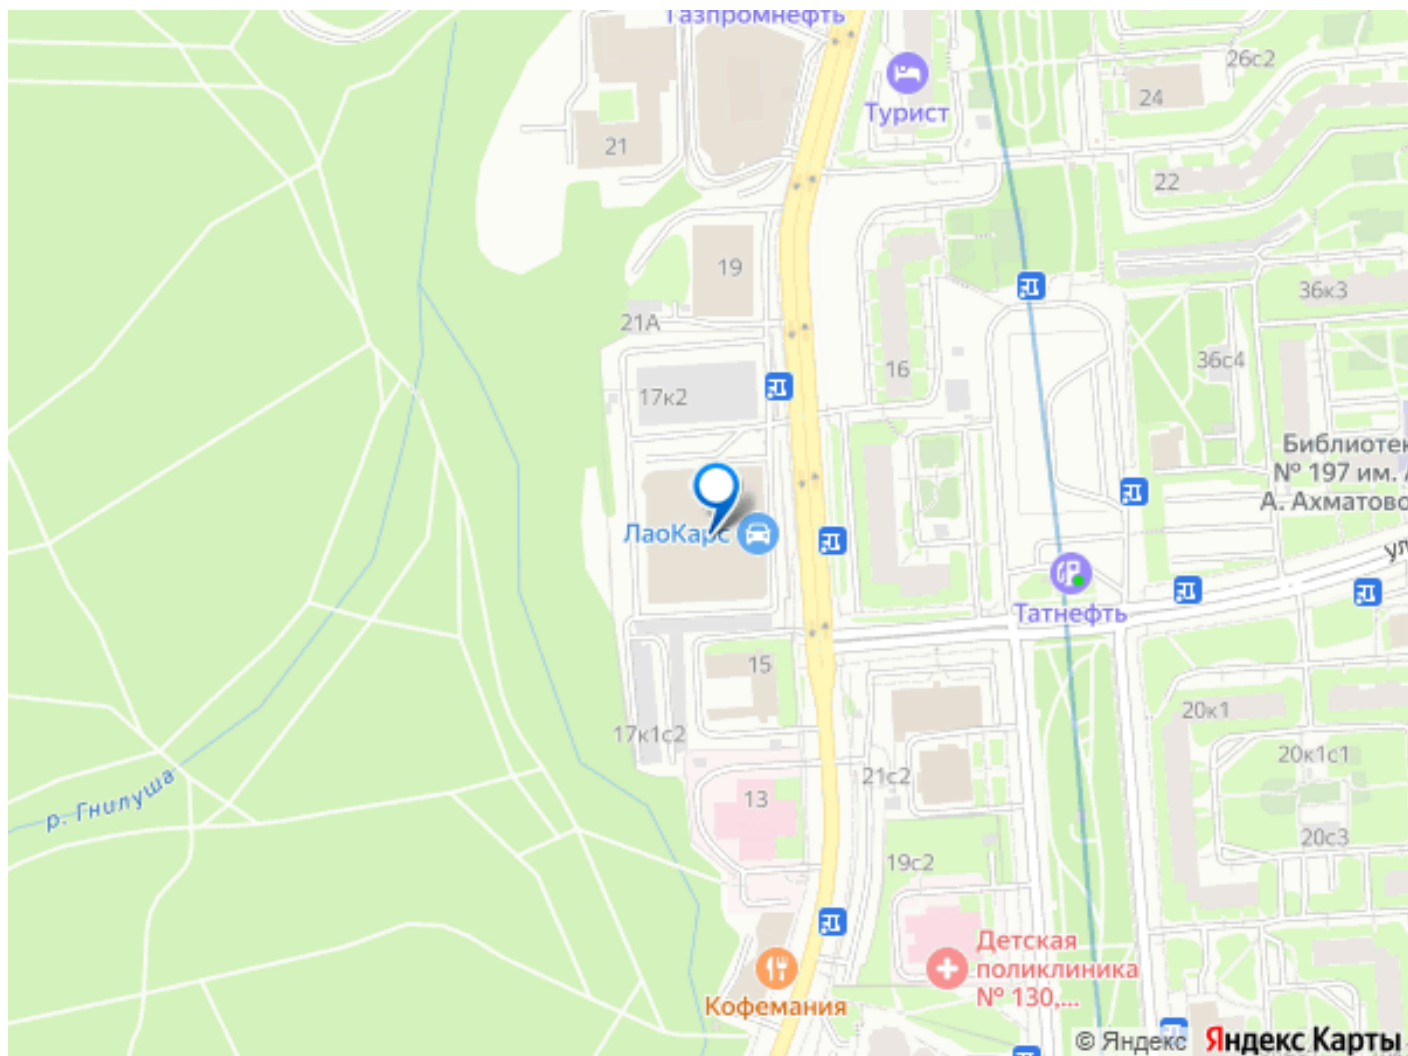 Газпромнефть
26с2
24
Турист
21
22
19
36к3
21А
16
36с4
17к2
Библиотек
№ 197 им. А
А. Ахматово
ЛаоКарс
ул
Татнефть
15
20к1
17к1с2
20к1с1
21с2
р. Гнилуша
13
20с3
19с2
Детская
поликлиника
№ 130,...
Кофемания
© Яндекс Яндекс Карты